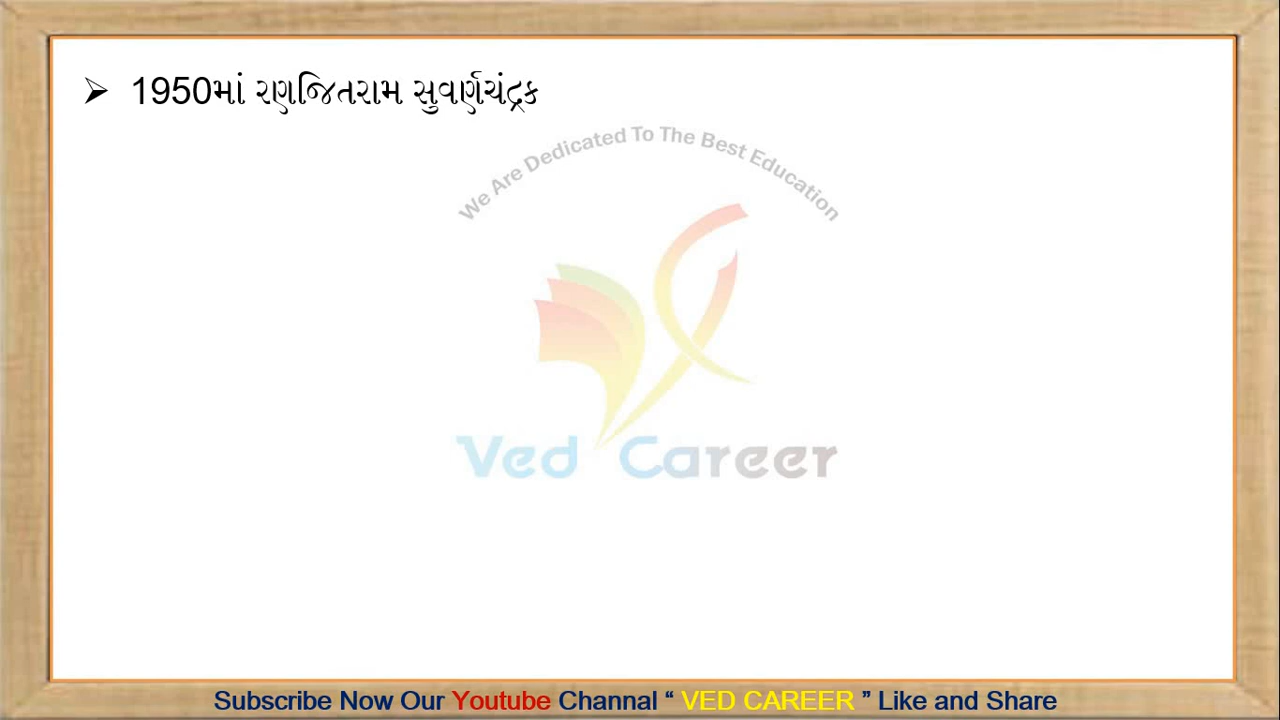 ➢ 1950માં રણજિતરામ સુવર્ણચંદ્રક
We Are Dedicated To The Best Education
Ved Career
Subscribe Now Our Youtube Channal “ VED CAREER ” Like and Share